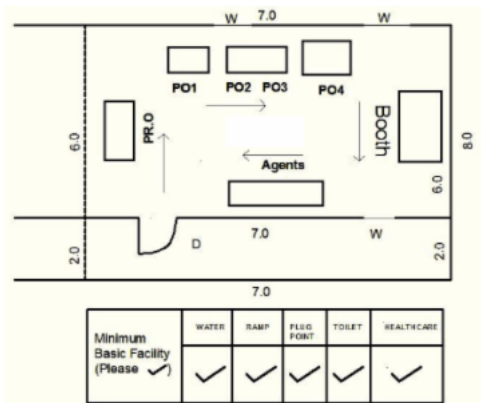 W 7.0 W
PO1 PO2 PO3 PO4
6.0 PR.O Booth 8.0
Agents 6.0
2.0 D 7.0 W 2.0
7.0
Minimum
Basic Facility
(Please ✓)
WATER RAMP PLUG POINT TOILET HEALTHCARE
✓ ✓ ✓ ✓ ✓